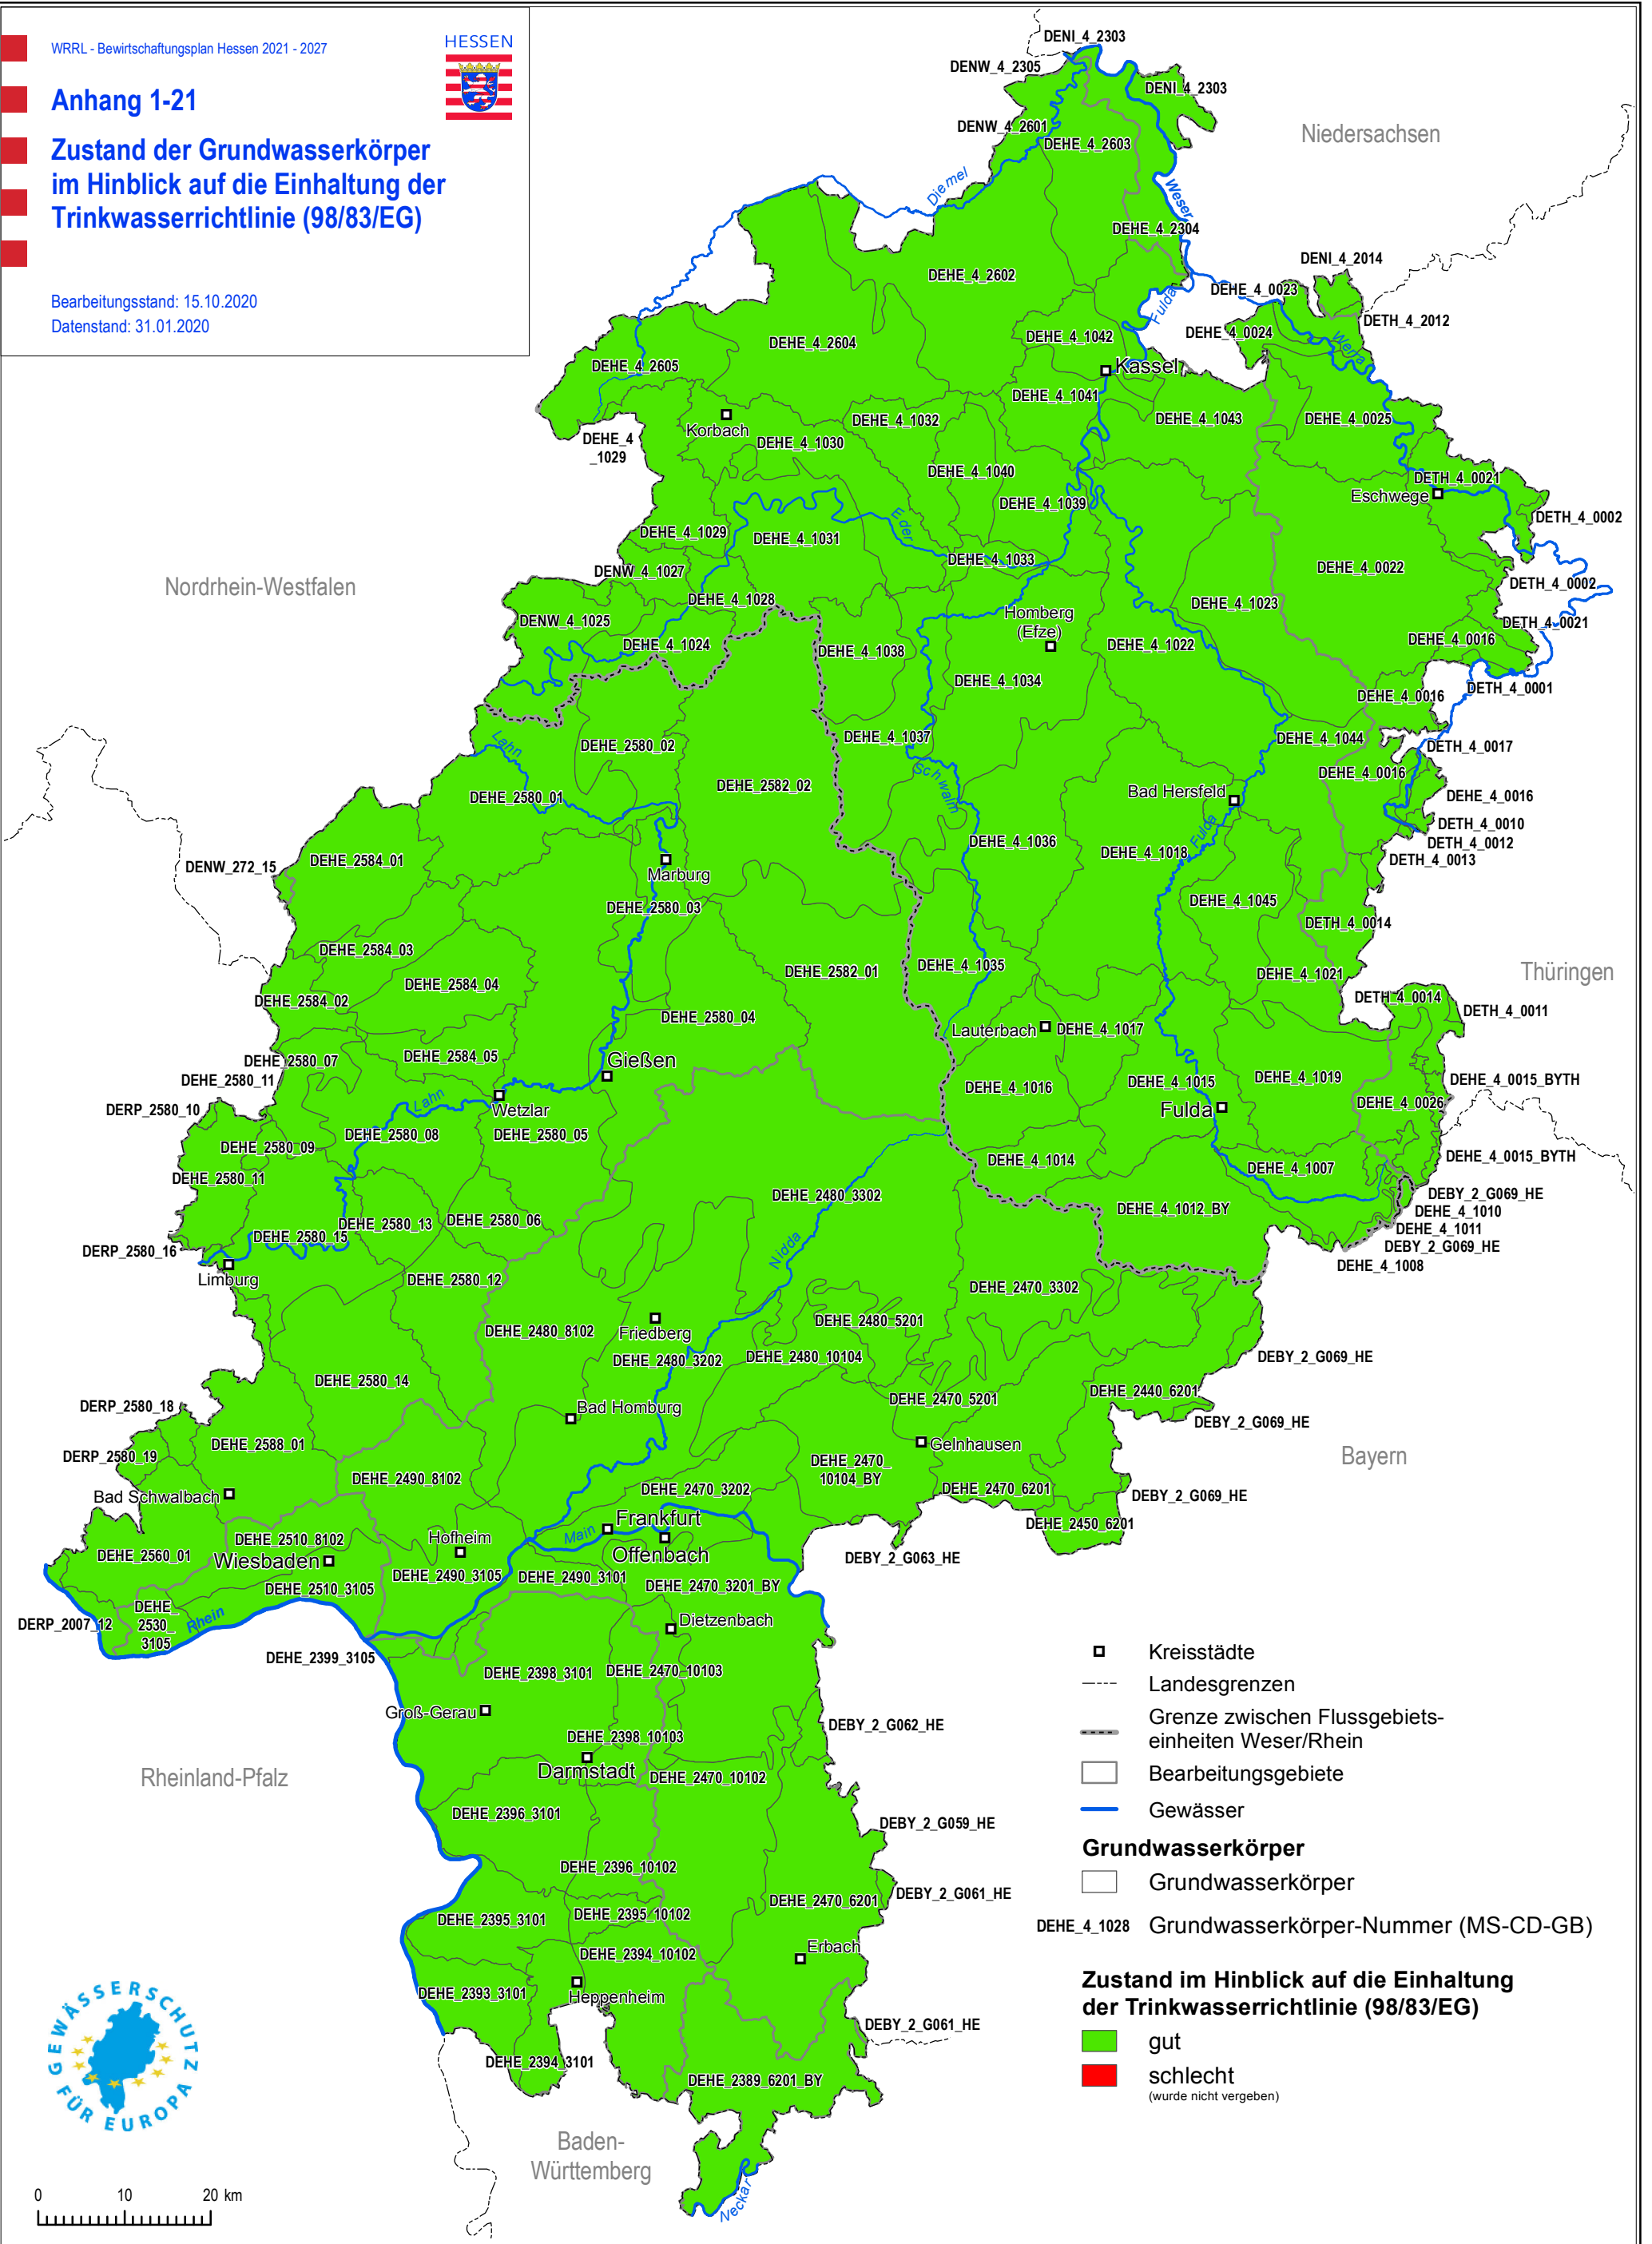 WRRL - Bewirtschaftungsplan Hessen 2021 - 2027
HESSEN
Anhang 1-21
Zustand der Grundwasserkörper
im Hinblick auf die Einhaltung der
Trinkwasserrichtlinie (98/83/EG)
Bearbeitungsstand: 15.10.2020
Datenstand: 31.01.2020
DENI_4_2303
DENW_4_2305
DENI_4_2303
DENW_4_2601
DEHE_4_2603
Niedersachsen
Diemel
Weser
DEHE_4_2304
DEHE_4_2602
DENI_4_2014
DEHE_4_0023
Fulda
DETH_4_2012
DEHE_4_0024
DEHE_4_1042
DEHE_4_2604
Werra
DEHE_4_2605
Kassel
DEHE_4_1041
DEHE_4_1043
DEHE_4_0025
DEHE_4_1032
Korbach
DEHE_4_1030
DEHE_4
_1029
DEHE_4_1040
DETH_4_0021
Eschwege
DEHE_4_1039
DETH_4_0002
Eder
DEHE_4_1029
DEHE_4_1031
DEHE_4_1033
DEHE_4_0022
DENW_4_1027
DETH_4_0002
Nordrhein-Westfalen
DEHE_4_1028
DEHE_4_1023
Homberg
(Efze)
DENW_4_1025
DETH_4_0021
DEHE_4_0016
DEHE_4_1024
DEHE_4_1038
DEHE_4_1022
DEHE_4_1034
DETH_4_0001
DEHE_4_0016
DEHE_4_1037
DEHE_4_1044
Lahn
DEHE_2580_02
DETH_4_0017
DEHE_4_0016
Schwalm
DEHE_2582_02
Bad Hersfeld
DEHE_2580_01
DEHE_4_0016
DETH_4_0010
Fulda
DEHE_4_1036
DEHE_4_1018
DETH_4_0012
DETH_4_0013
DEHE_2584_01
DENW_272_15
Marburg
DEHE_2580_03
DEHE_4_1045
DETH_4_0014
DEHE_2584_03
DEHE_4_1035
DEHE_2582_01
DEHE_4_1021
Thüringen
DEHE_2584_04
DEHE_2584_02
DETH_4_0014
DETH_4_0011
DEHE_2580_04
Lauterbach
DEHE_4_1017
DEHE_2584_05
DEHE_2580_07
Gießen
DEHE_2580_11
DEHE_4_1019
DEHE_4_1015
DEHE_4_1016
DEHE_4_0015_BYTH
DEHE_4_0026
DERP_2580_10
Lahn
Wetzlar
Fulda
DEHE_2580_08
DEHE_2580_05
DEHE_2580_09
DEHE_4_1014
DEHE_4_0015_BYTH
DEHE_4_1007
DEHE_2580_11
DEHE_2480_3302
DEBY_2_G069_HE
DEHE_4_1012_BY
DEHE_4_1010
DEHE_2580_13
DEHE_2580_06
DEHE_4_1011
DEHE_2580_15
DEBY_2_G069_HE
DERP_2580_16
Nidda
DEHE_4_1008
Limburg
DEHE_2580_12
DEHE_2470_3302
DEHE_2480_5201
DEHE_2480_8102
Friedberg
DEHE_2480_3202
DEHE_2480_10104
DEBY_2_G069_HE
DEHE_2580_14
DEHE_2440_6201
DEHE_2470_5201
DERP_2580_18
Bad Homburg
DEBY_2_G069_HE
DEHE_2588_01
Gelnhausen
DERP_2580_19
Bayern
DEHE_2470_
10104_BY
DEHE_2490_8102
DEHE_2470_3202
DEHE_2470_6201
DEBY_2_G069_HE
Bad Schwalbach
Frankfurt
DEHE_2450_6201
Main
DEHE_2510_8102
Hofheim
DEHE_2560_01
Wiesbaden
Offenbach
DEBY_2_G063_HE
DEHE_2490_3105
DEHE_2490_3101
DEHE_2470_3201_BY
DEHE_2510_3105
DEHE_
2530_
3105
Rhein
DERP_2007_12
Dietzenbach
DEHE_2399_3105
DEHE_2398_3101
DEHE_2470_10103
Groß-Gerau
DEBY_2_G062_HE
DEHE_2398_10103
Rheinland-Pfalz
Darmstadt
DEHE_2470_10102
DEHE_2396_3101
DEBY_2_G059_HE
DEHE_2396_10102
DEBY_2_G061_HE
DEHE_2470_6201
DEHE_2395_10102
DEHE_2395_3101
Erbach
DEHE_2394_10102
DEHE_2393_3101
Heppenheim
DEBY_2_G061_HE
DEHE_2394_3101
DEHE_2389_6201_BY
Baden-
Württemberg
Neckar
Kreisstädte
Landesgrenzen
Grenze zwischen Flussgebiets-
einheiten Weser/Rhein
Bearbeitungsgebiete
Gewässer
Grundwasserkörper
Grundwasserkörper
DEHE_4_1028 Grundwasserkörper-Nummer (MS-CD-GB)
Zustand im Hinblick auf die Einhaltung
der Trinkwasserrichtlinie (98/83/EG)
gut
schlecht
(wurde nicht vergeben)
GEWÄSSERSCHUTZ
FÜR EUROPA
0 10 20 km